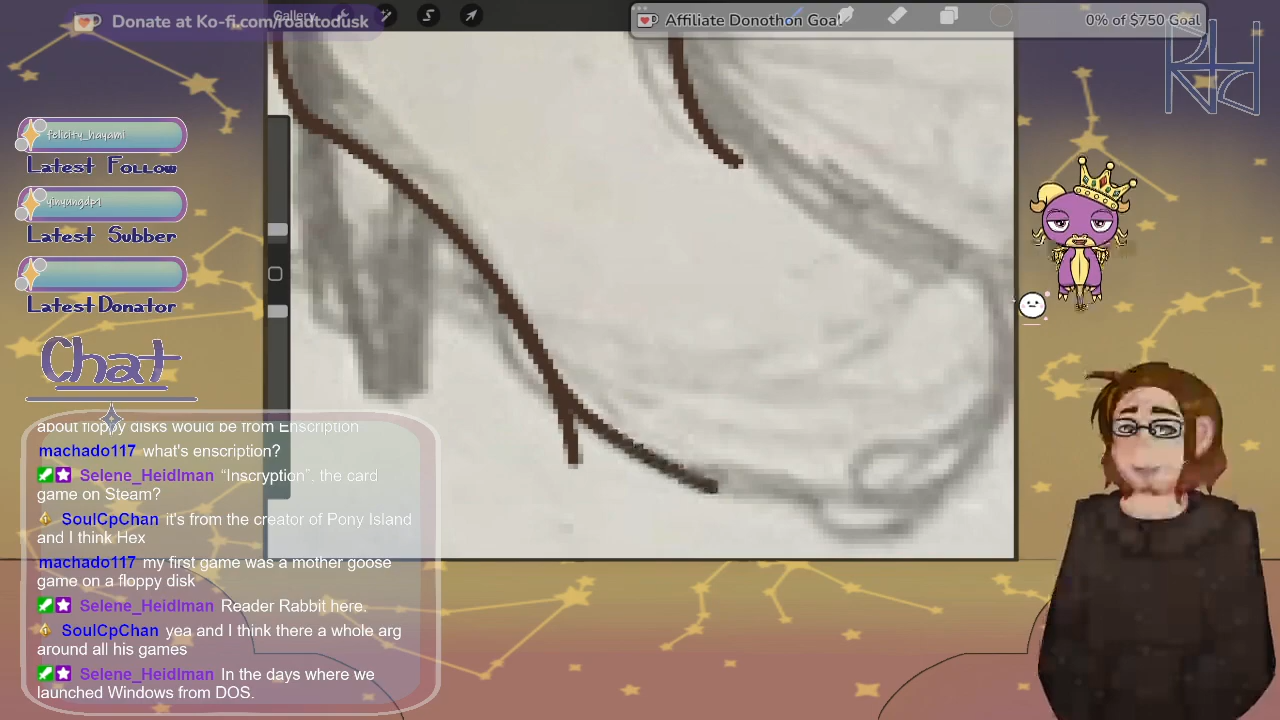 Donate at Ko-fi.com/roadtodusk
Gallery
Affiliate Donothon Goal
0% of $750 Goal
felicity_hayami
Latest Follow
yinyungdp1
Latest Subber
Latest Donator
Chat
about floppy disks would be from Enscription
machado117 what's enscription?
Selene_Heidlman “Inscryption”. the card
game on Steam?
SoulCpChan it's from the creator of Pony Island
and I think Hex
machado117 my first game was a mother goose
game on a floppy disk
Selene_Heidlman Reader Rabbit here.
SoulCpChan yea and I think there a whole arg
around all his games
Selene_Heidlman In the days where we
launched Windows from DOS.